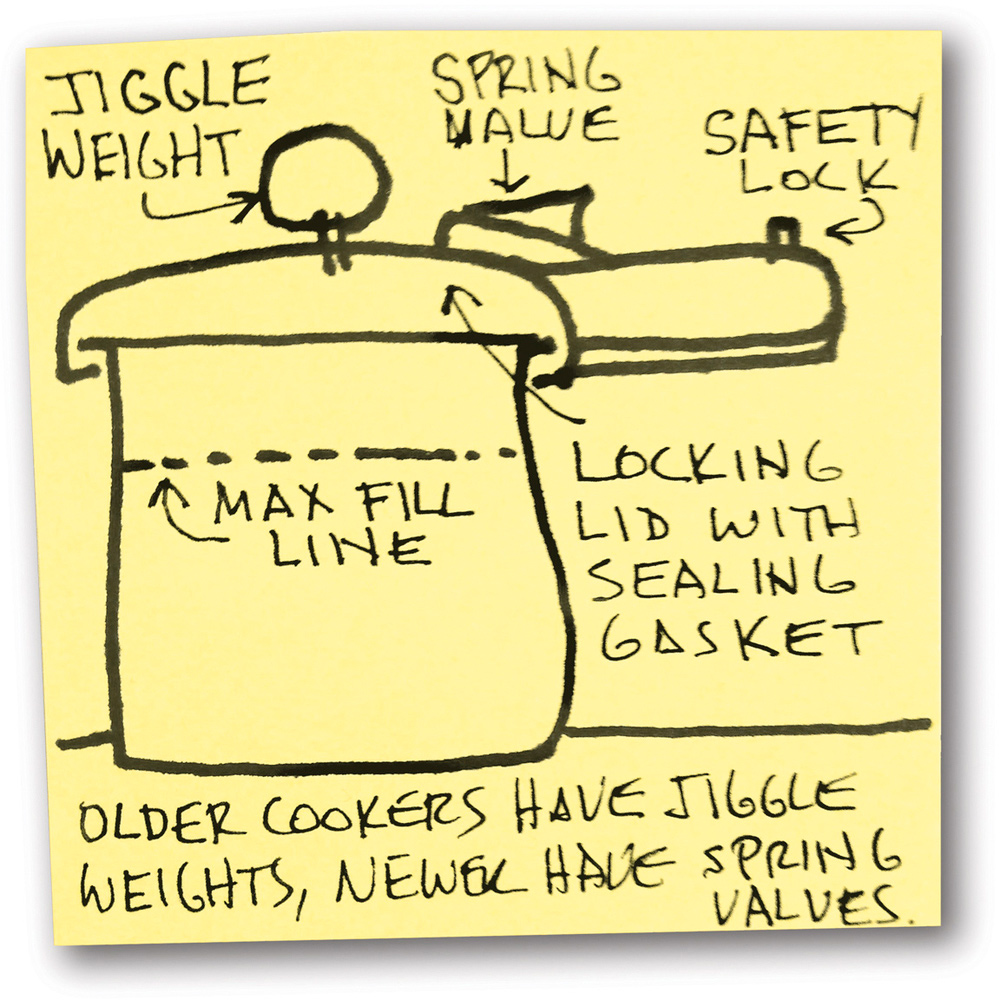 JIGGLE
WEIGHT
SPRING
VALVE
SAFETY
LOCK
MAX FILL
LINE
LOCKING
LID WITH
SEALING
GASKET
OLDER COOKERS HAVE JIGGLE
WEIGHTS, NEWER HAVE SPRING
VALVES.